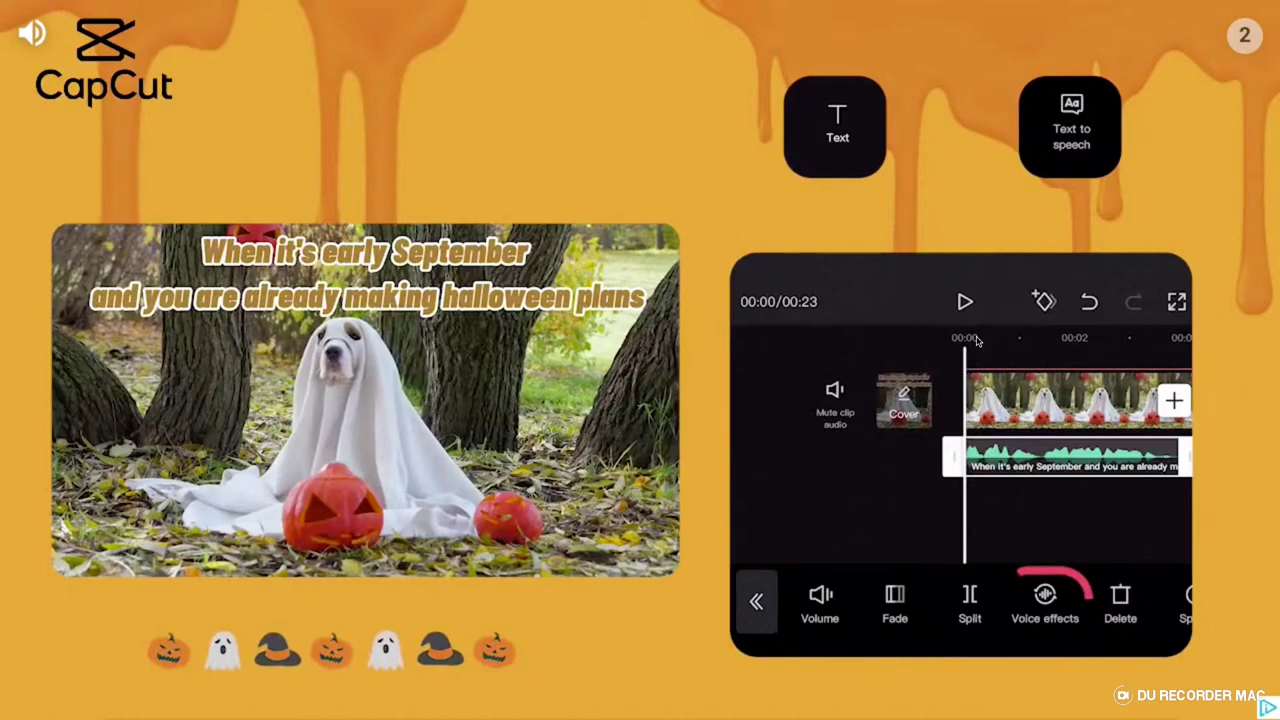 CapCut
2
T
Text
Aa
Text to
speech
When it's early September
and you are already making halloween plans
00:00/00:23
00:00
00:02
Mute clip
audio
Cover
When it's early September and you are already m
Volume
Fade
Split
Voice effects
Delete
DU RECORDER MAC